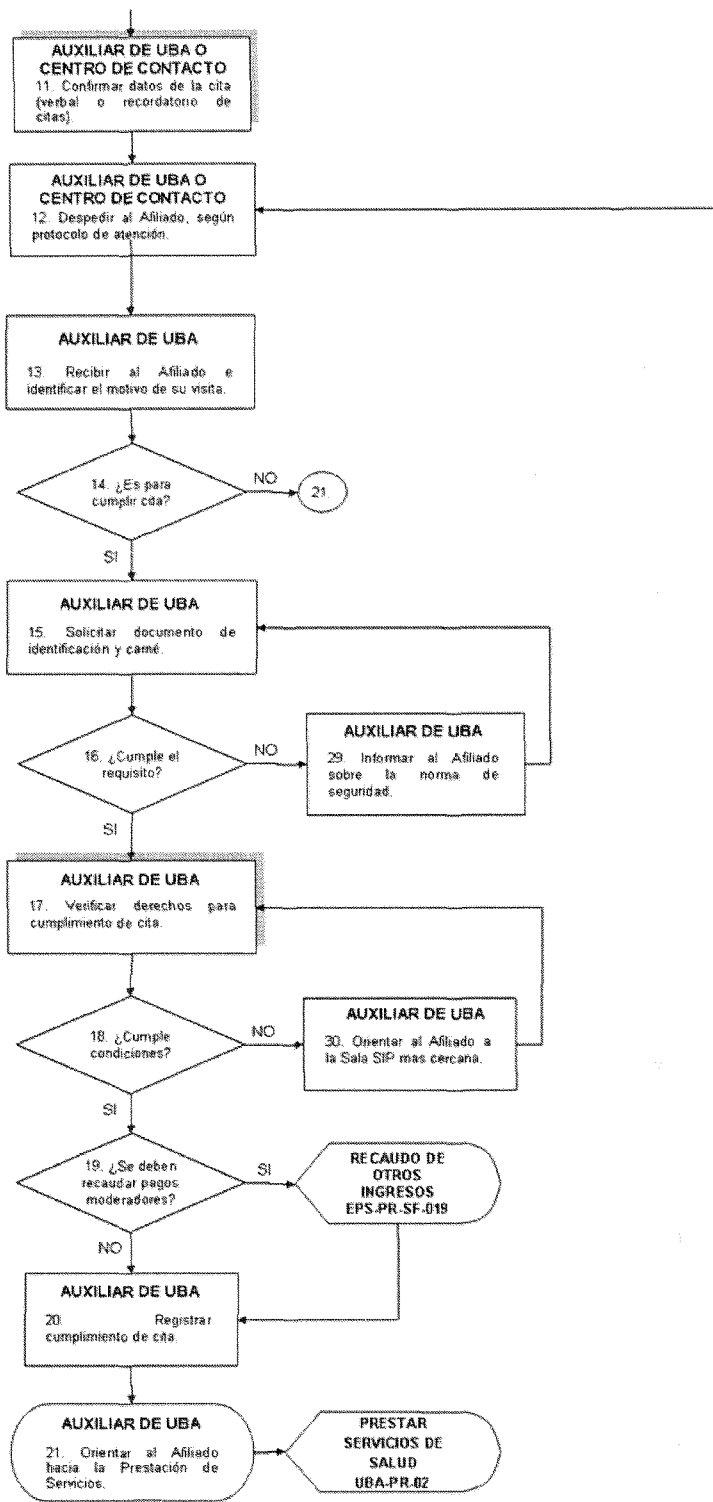 AUXILIAR DE UBA O
CENTRO DE CONTACTO
11. Confirmar datos de la cita
(verbal o recordatorio de
citas).
AUXILIAR DE UBA O
CENTRO DE CONTACTO
12. Despedir al Afiliado, según
protocolo de atención.
AUXILIAR DE UBA
13. Recibir al Afiliado e
identificar el motivo de su visita.
14. ¿Es para
cumplir cita?
NO
21.
SI
AUXILIAR DE UBA
15. Solicitar documento de
identificación y carné.
16. ¿Cumple el
requisito?
NO
AUXILIAR DE UBA
29. Informar al Afiliado
sobre la norma de
seguridad.
SI
AUXILIAR DE UBA
17. Verificar derechos para
cumplimiento de cita.
18. ¿Cumple
condiciones?
NO
AUXILIAR DE UBA
30. Orientar al Afiliado a
la Sala SIP mas cercana.
SI
19. ¿Se deben
recaudar pagos
moderadores?
SI
RECAUDO DE
OTROS
INGRESOS
EPS-PR-SF-019
NO
AUXILIAR DE UBA
20. Registrar
cumplimiento de cita.
AUXILIAR DE UBA
21. Orientar al Afiliado
hacia la Prestación de
Servicios.
PRESTAR
SERVICIOS DE
SALUD
UBA-PR-02